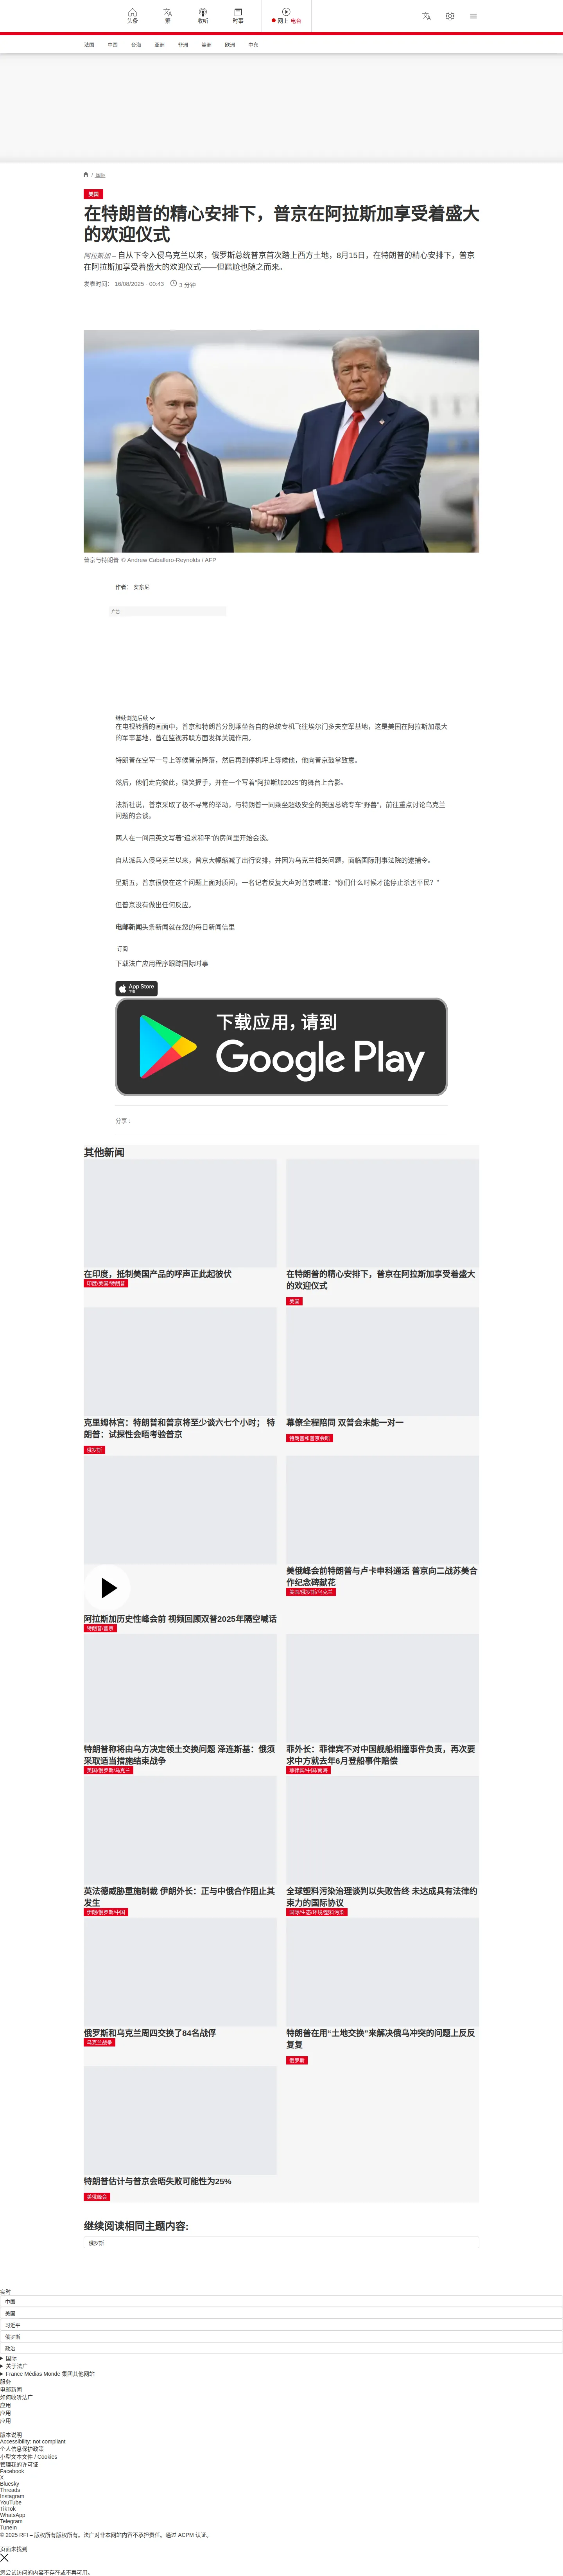 头条
繁
收听
时事
网上 电台
法国 中国 台海 亚洲 非洲 美洲 欧洲 中东
/ 国际
美国
在特朗普的精心安排下，普京在阿拉斯加享受着盛大
的欢迎仪式
阿拉斯加 – 自从下令入侵乌克兰以来，俄罗斯总统普京首次踏上西方土地，8月15日，在特朗普的精心安排下，普京
在阿拉斯加享受着盛大的欢迎仪式——但尴尬也随之而来。
发表时间： 16/08/2025 - 00:43 3 分钟
普京与特朗普 © Andrew Caballero-Reynolds / AFP
作者： 安东尼
广告
继续浏览后续
在电视转播的画面中，普京和特朗普分别乘坐各自的总统专机飞往埃尔门多夫空军基地，这是美国在阿拉斯加最大
的军事基地，曾在监视苏联方面发挥关键作用。
特朗普在空军一号上等候普京降落，然后再到停机坪上等候他，他向普京鼓掌致意。
然后，他们走向彼此，微笑握手，并在一个写着“阿拉斯加2025”的舞台上合影。
法新社说，普京采取了极不寻常的举动，与特朗普一同乘坐超级安全的美国总统专车“野兽”，前往重点讨论乌克兰
问题的会谈。
两人在一间用英文写着“追求和平”的房间里开始会谈。
自从派兵入侵乌克兰以来，普京大幅缩减了出行安排，并因为乌克兰相关问题，面临国际刑事法院的逮捕令。
星期五，普京很快在这个问题上面对质问，一名记者反复大声对普京喊道：“你们什么时候才能停止杀害平民？”
但普京没有做出任何反应。
电邮新闻头条新闻就在您的每日新闻信里
订阅
下载法广应用程序跟踪国际时事
App Store
下载
下载应用，请到
Google Play
分享 :
其他新闻
在印度，抵制美国产品的呼声正此起彼伏
印度/美国/特朗普
在特朗普的精心安排下，普京在阿拉斯加享受着盛大
的欢迎仪式
美国
克里姆林宫：特朗普和普京将至少谈六七个小时； 特
朗普：试探性会晤考验普京
俄罗斯
幕僚全程陪同 双普会未能一对一
特朗普和普京会晤
阿拉斯加历史性峰会前 视频回顾双普2025年隔空喊话
特朗普/普京
美俄峰会前特朗普与卢卡申科通话 普京向二战苏美合
作纪念碑献花
美国/俄罗斯/乌克兰
特朗普称将由乌方决定领土交换问题 泽连斯基：俄须
采取适当措施结束战争
美国/俄罗斯/乌克兰
菲外长：菲律宾不对中国舰船相撞事件负责，再次要
求中方就去年6月登船事件赔偿
菲律宾/中国/南海
英法德威胁重施制裁 伊朗外长：正与中俄合作阻止其
发生
伊朗/俄罗斯/中国
全球塑料污染治理谈判以失败告终 未达成具有法律约
束力的国际协议
国际/生态/环境/塑料污染
俄罗斯和乌克兰周四交换了84名战俘
乌克兰战争
特朗普在用“土地交换”来解决俄乌冲突的问题上反反
复复
俄罗斯
特朗普估计与普京会晤失败可能性为25%
美俄峰会
继续阅读相同主题内容:
俄罗斯
实时
中国
美国
习近平
俄罗斯
政治
国际
关于法广
France Médias Monde 集团其他网站
服务
电邮新闻
如何收听法广
应用
应用
应用
版本说明
Accessibility: not compliant
个人信息保护政策
小型文本文件 / Cookies
管理我的许可证
Facebook
X
Bluesky
Threads
Instagram
YouTube
TikTok
WhatsApp
Telegram
TuneIn
© 2025 RFI – 版权所有版权所有。法广对非本网站内容不承担责任。通过 ACPM 认证。
页面未找到
您尝试访问的内容不存在或不再可用。